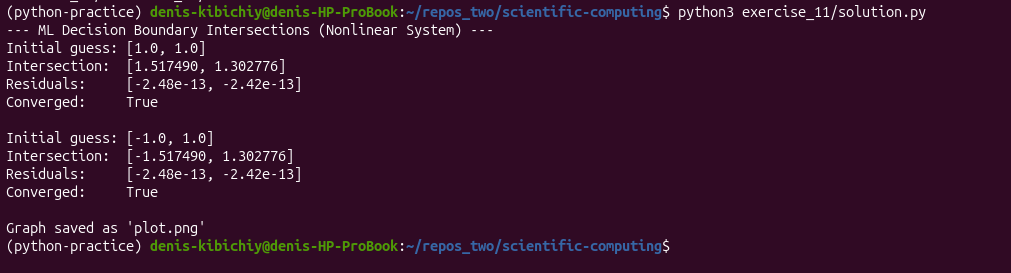 (python-practice) denis-kibichiy@denis-HP-ProBook:~/repos_two/scientific-computing$ python3 exercise_11/solution.py
--- ML Decision Boundary Intersections (Nonlinear System) ---
Initial guess: [1.0, 1.0]
Intersection:  [1.517490, 1.302776]
Residuals:     [-2.48e-13, -2.42e-13]
Converged:     True

Initial guess: [-1.0, 1.0]
Intersection:  [-1.517490, 1.302776]
Residuals:     [-2.48e-13, -2.42e-13]
Converged:     True

Graph saved as 'plot.png'
(python-practice) denis-kibichiy@denis-HP-ProBook:~/repos_two/scientific-computing$